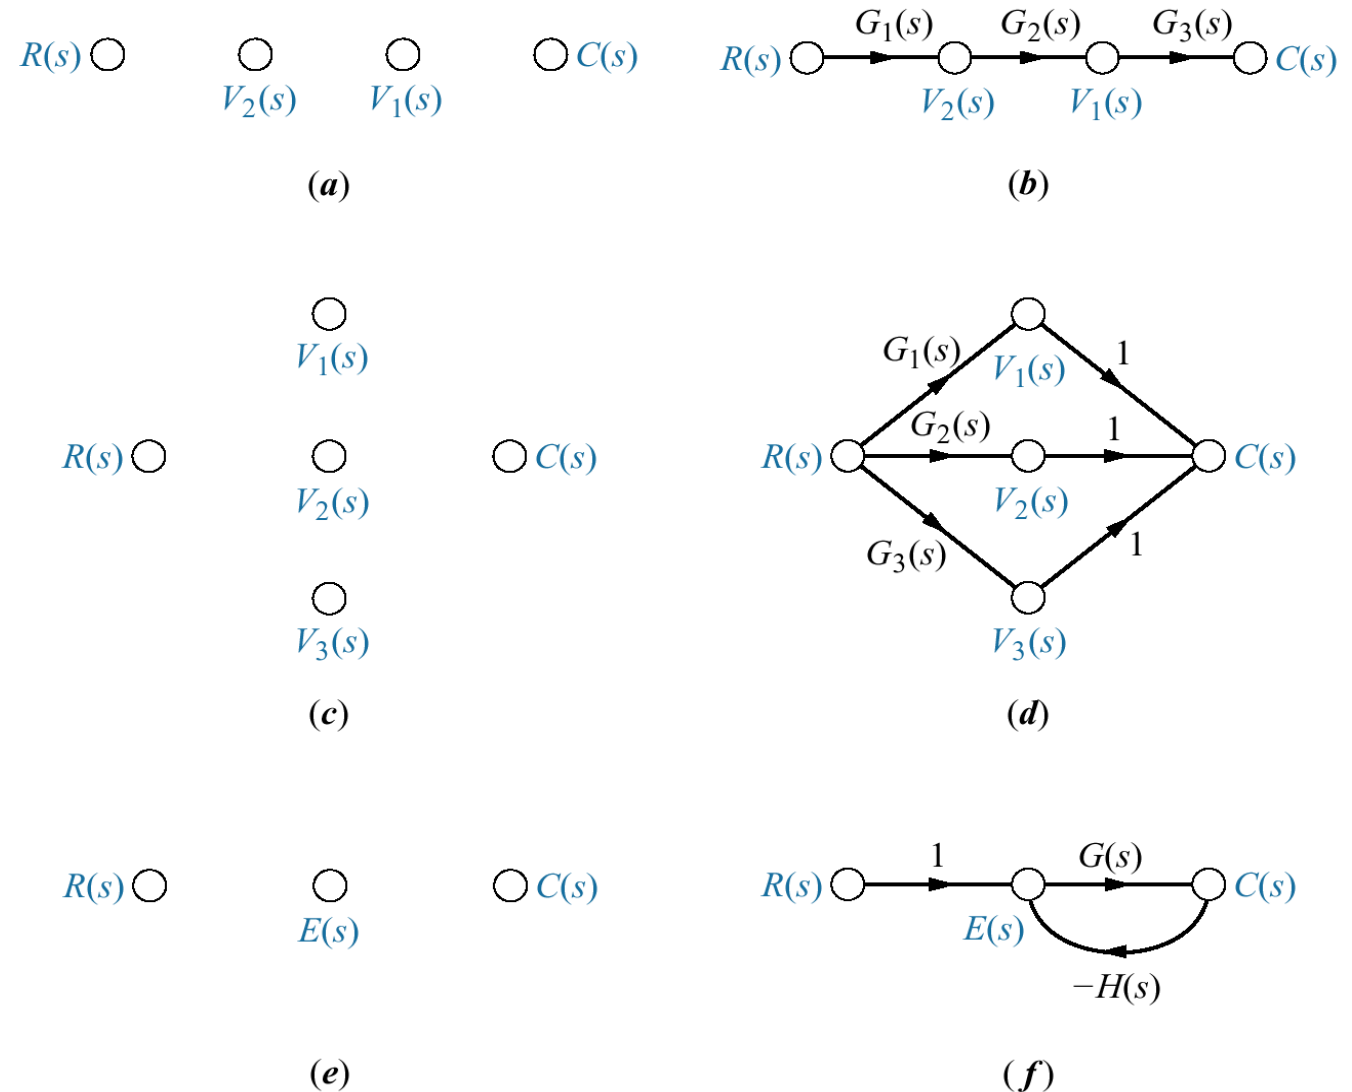 R(s) V₂(s) V₁(s) C(s)
(a)
G₁(s) G₂(s) G₃(s)
R(s) V₂(s) V₁(s) C(s)
(b)
V₁(s)
R(s) V₂(s) C(s)
V₃(s)
(c)
G₁(s) V₁(s) 1
R(s) G₂(s) V₂(s) 1 C(s)
G₃(s) V₃(s) 1
(d)
R(s) E(s) C(s)
(e)
1 G(s)
R(s) E(s) C(s)
−H(s)
(f)